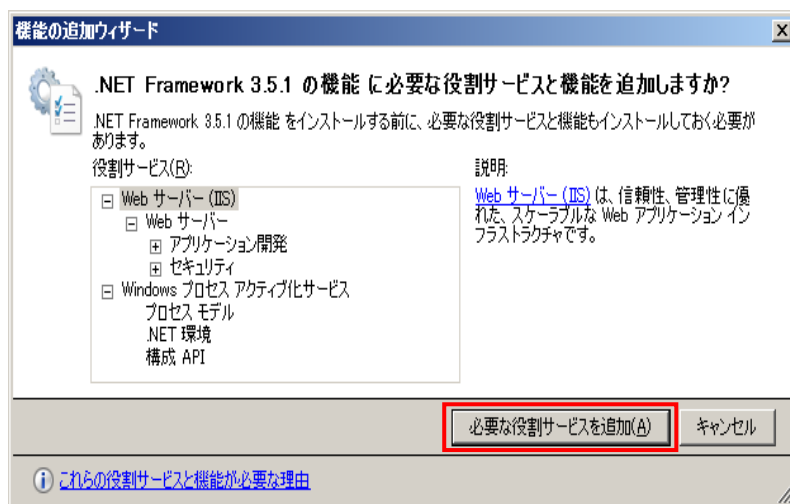 機能の追加ウィザード
.NET Framework 3.5.1 の機能 に必要な役割サービスと機能を追加しますか?
.NET Framework 3.5.1 の機能 をインストールする前に、必要な役割サービスと機能もインストールしておく必要が
あります。
役割サービス(R):
Web サーバー (IIS)
Web サーバー
アプリケーション開発
セキュリティ
Windows プロセス アクティブ化サービス
プロセス モデル
.NET 環境
構成 API
説明:
Web サーバー (IIS) は、信頼性、管理性に優
れた、スケーラブルな Web アプリケーション イン
フラストラクチャです。
必要な役割サービスを追加(A)
キャンセル
これらの役割サービスと機能が必要な理由